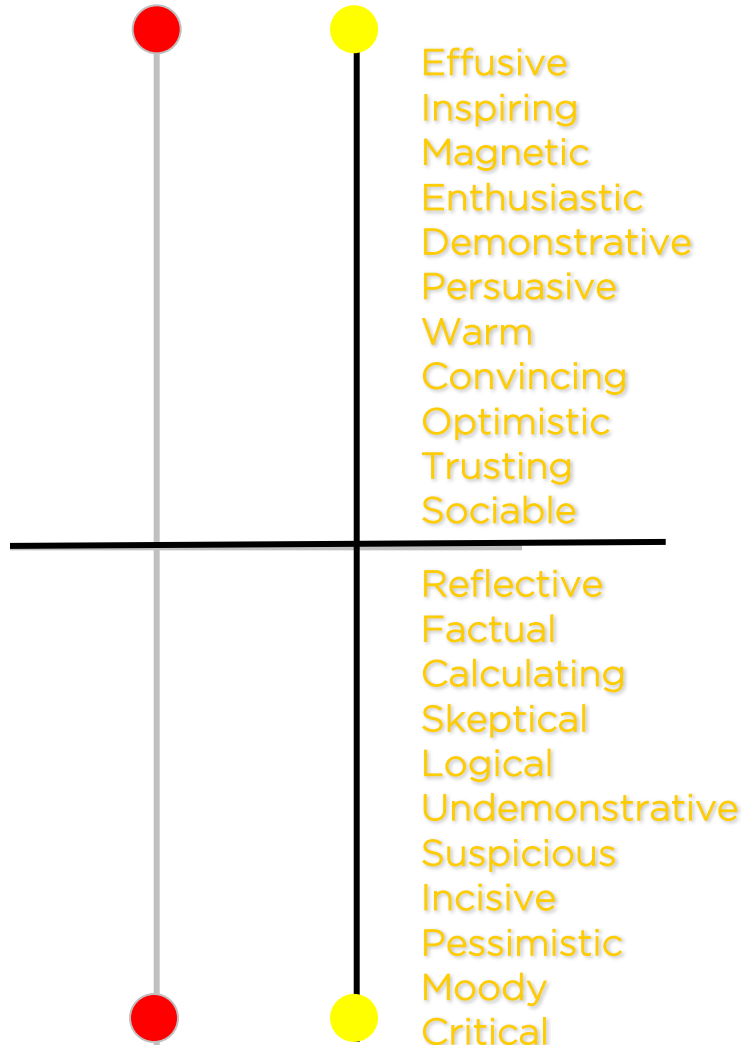 Effusive
Inspiring
Magnetic
Enthusiastic
Demonstrative
Persuasive
Warm
Convincing
Optimistic
Trusting
Sociable
Reflective
Factual
Calculating
Skeptical
Logical
Undemonstrative
Suspicious
Incisive
Pessimistic
Moody
Critical